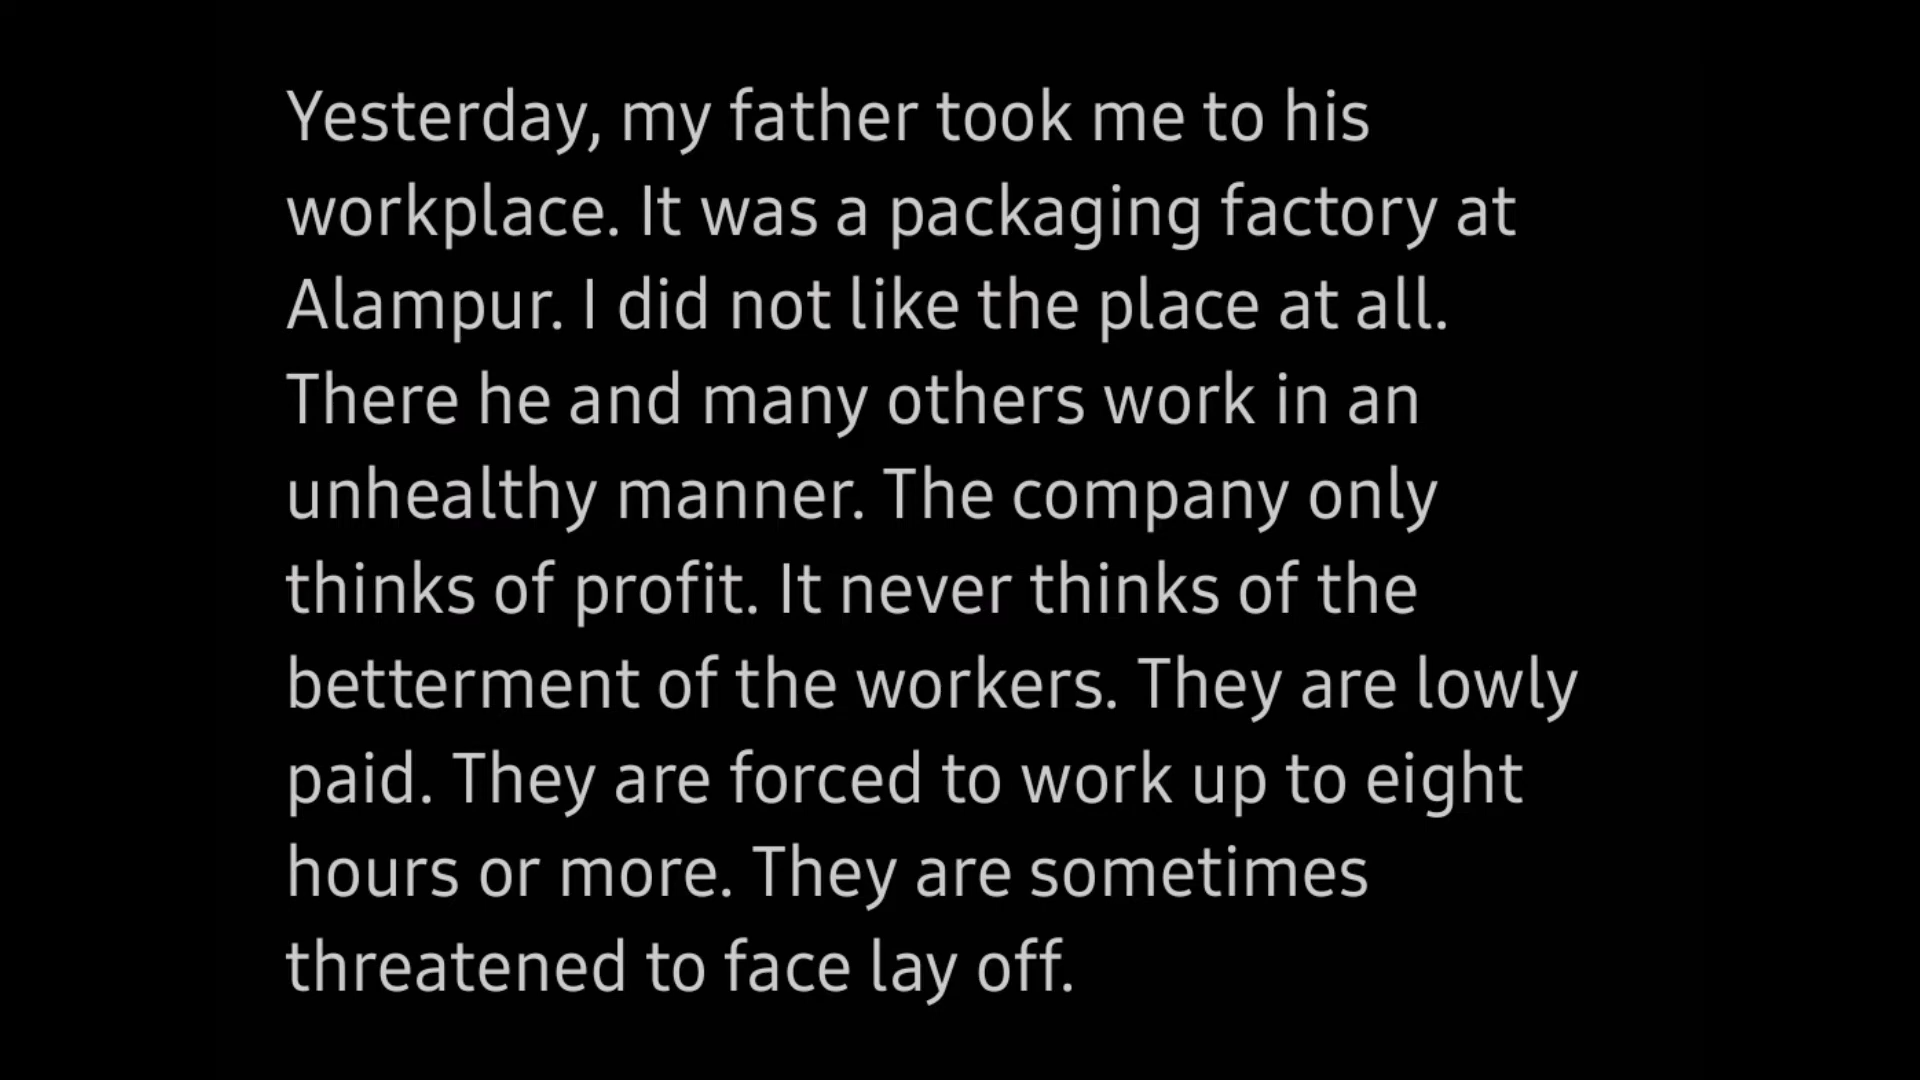 Yesterday, my father took me to his
workplace. It was a packaging factory at
Alampur. I did not like the place at all.
There he and many others work in an
unhealthy manner. The company only
thinks of profit. It never thinks of the
betterment of the workers. They are lowly
paid. They are forced to work up to eight
hours or more. They are sometimes
threatened to face lay off.